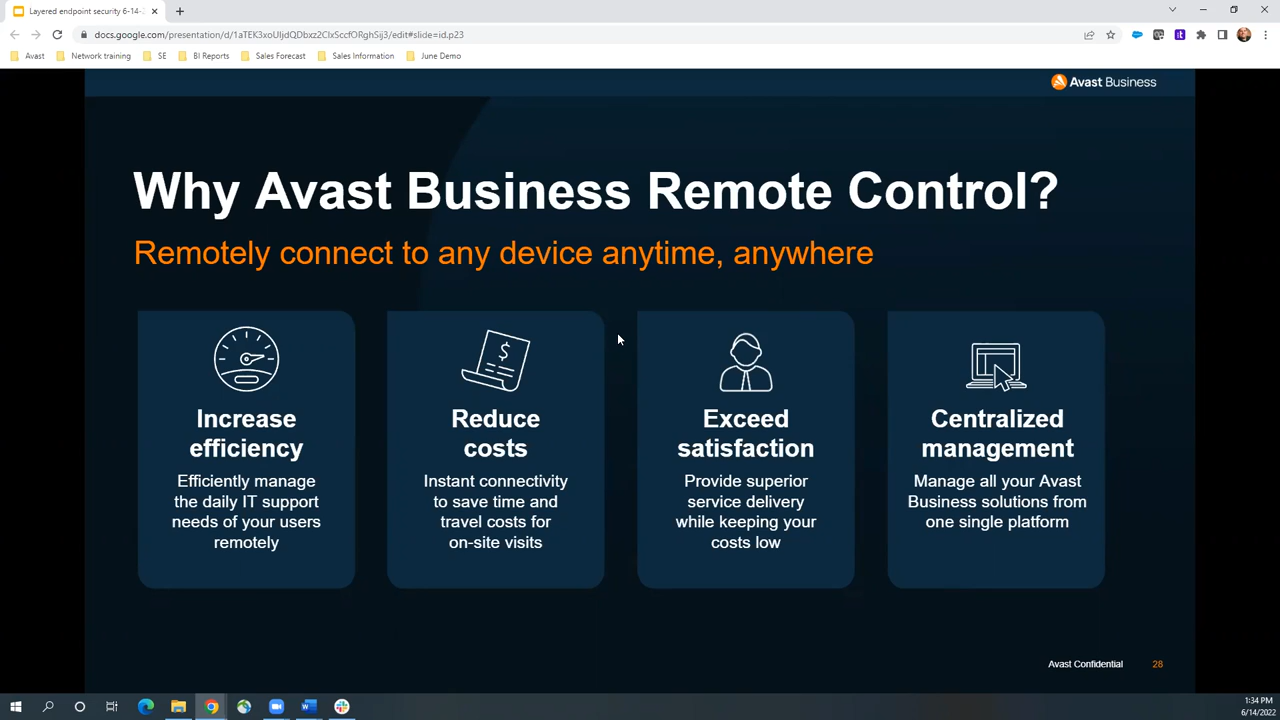 Layered endpoint security 6-14-2
docs.google.com/presentation/d/1aTEK3xoUljdQDbxz2ClxSccfORghSij3/edit#slide=id.p23
Avast
Network training
SE
BI Reports
Sales Forecast
Sales Information
June Demo
Avast Business
Why Avast Business Remote Control?
Remotely connect to any device anytime, anywhere
Increase
efficiency
Efficiently manage
the daily IT support
needs of your users
remotely
Reduce
costs
Instant connectivity
to save time and
travel costs for
on-site visits
Exceed
satisfaction
Provide superior
service delivery
while keeping your
costs low
Centralized
management
Manage all your Avast
Business solutions from
one single platform
Avast Confidential 28
1:34 PM
6/14/2022